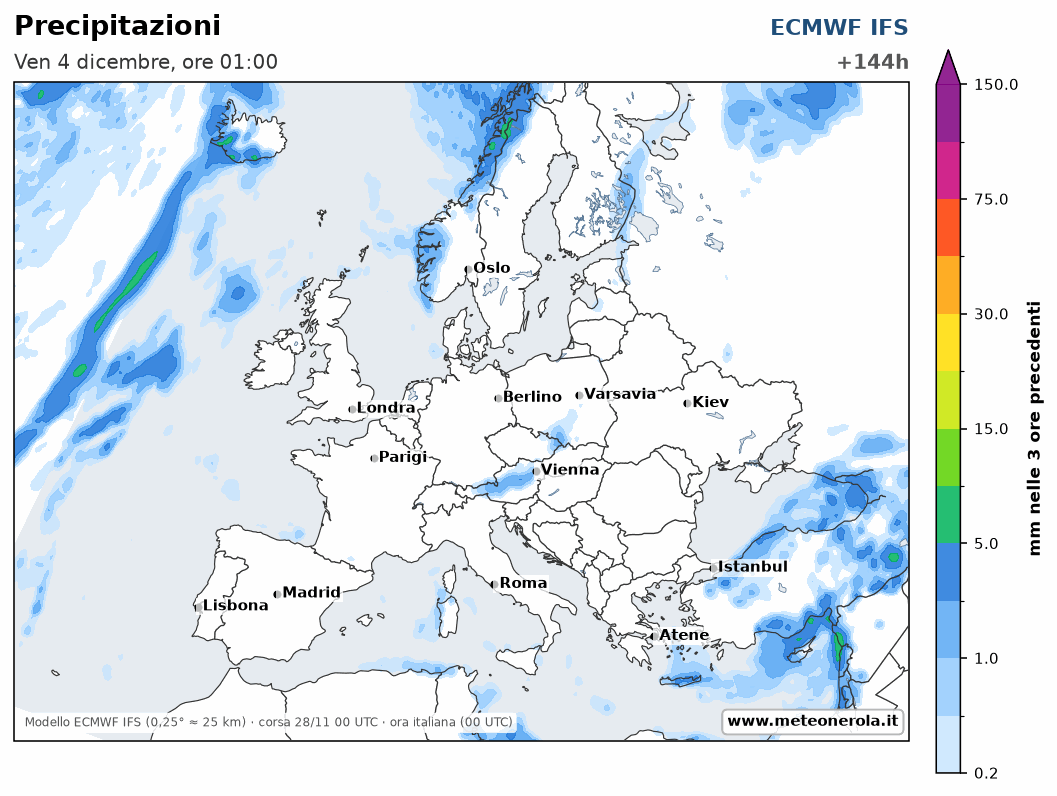 Precipitazioni
ECMWF IFS
Ven 4 dicembre, ore 01:00
+144h
150.0
75.0
30.0
15.0
5.0
1.0
0.2
mm nelle 3 ore precedenti
Oslo
Berlino
Varsavia
Kiev
Londra
Parigi
Vienna
Istanbul
Roma
Madrid
Lisbona
Atene
Modello ECMWF IFS (0,25° ≈ 25 km) · corsa 28/11 00 UTC · ora italiana (00 UTC)
www.meteonerola.it